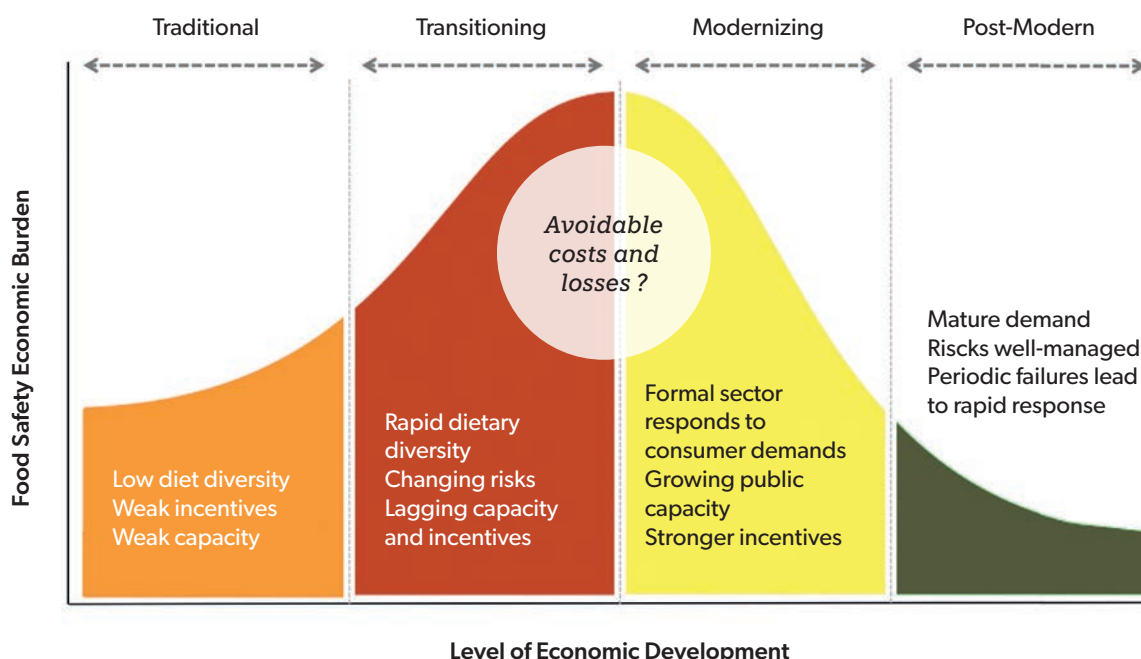 Traditional
Transitioning
Modernizing
Post-Modern
Food Safety Economic Burden
Avoidable
costs and
losses ?
Low diet diversity
Weak incentives
Weak capacity
Rapid dietary
diversity
Changing risks
Lagging capacity
and incentives
Formal sector
responds to
consumer demands
Growing public
capacity
Stronger incentives
Mature demand
Riscks well-managed
Periodic failures lead
to rapid response
Level of Economic Development